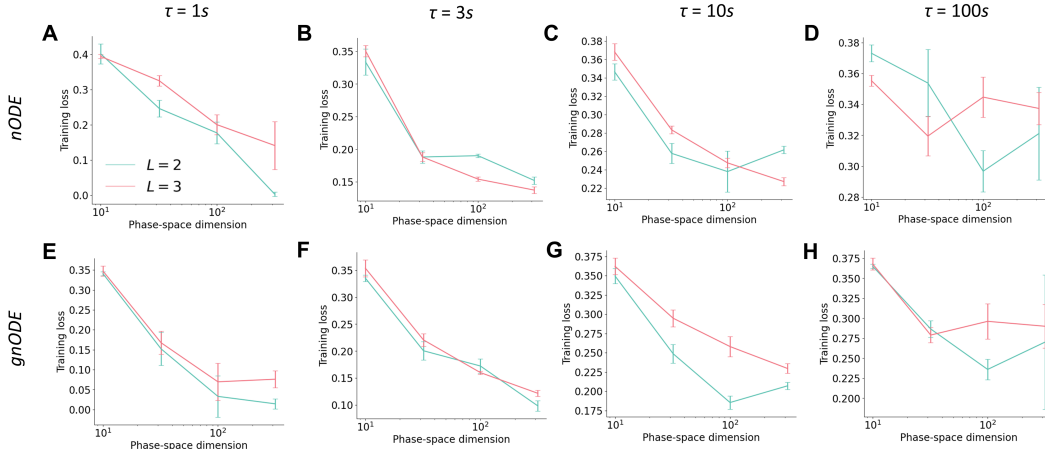 τ = 1s
τ = 3s
τ = 10s
τ = 100s
nODE
A
Training loss
0.4
0.3
0.2
0.1
0.0
L = 2
L = 3
10¹
10²
Phase-space dimension
B
Training loss
0.35
0.30
0.25
0.20
0.15
10¹
10²
Phase-space dimension
C
Training loss
0.38
0.36
0.34
0.32
0.30
0.28
0.26
0.24
0.22
10¹
10²
Phase-space dimension
D
Training loss
0.38
0.36
0.34
0.32
0.30
0.28
10¹
10²
Phase-space dimension
gnODE
E
Training loss
0.35
0.30
0.25
0.20
0.15
0.10
0.05
0.00
10¹
10²
Phase-space dimension
F
Training loss
0.35
0.30
0.25
0.20
0.15
0.10
10¹
10²
Phase-space dimension
G
Training loss
0.375
0.350
0.325
0.300
0.275
0.250
0.225
0.200
0.175
10¹
10²
Phase-space dimension
H
Training loss
0.375
0.350
0.325
0.300
0.275
0.250
0.225
0.200
10¹
10²
Phase-space dimension